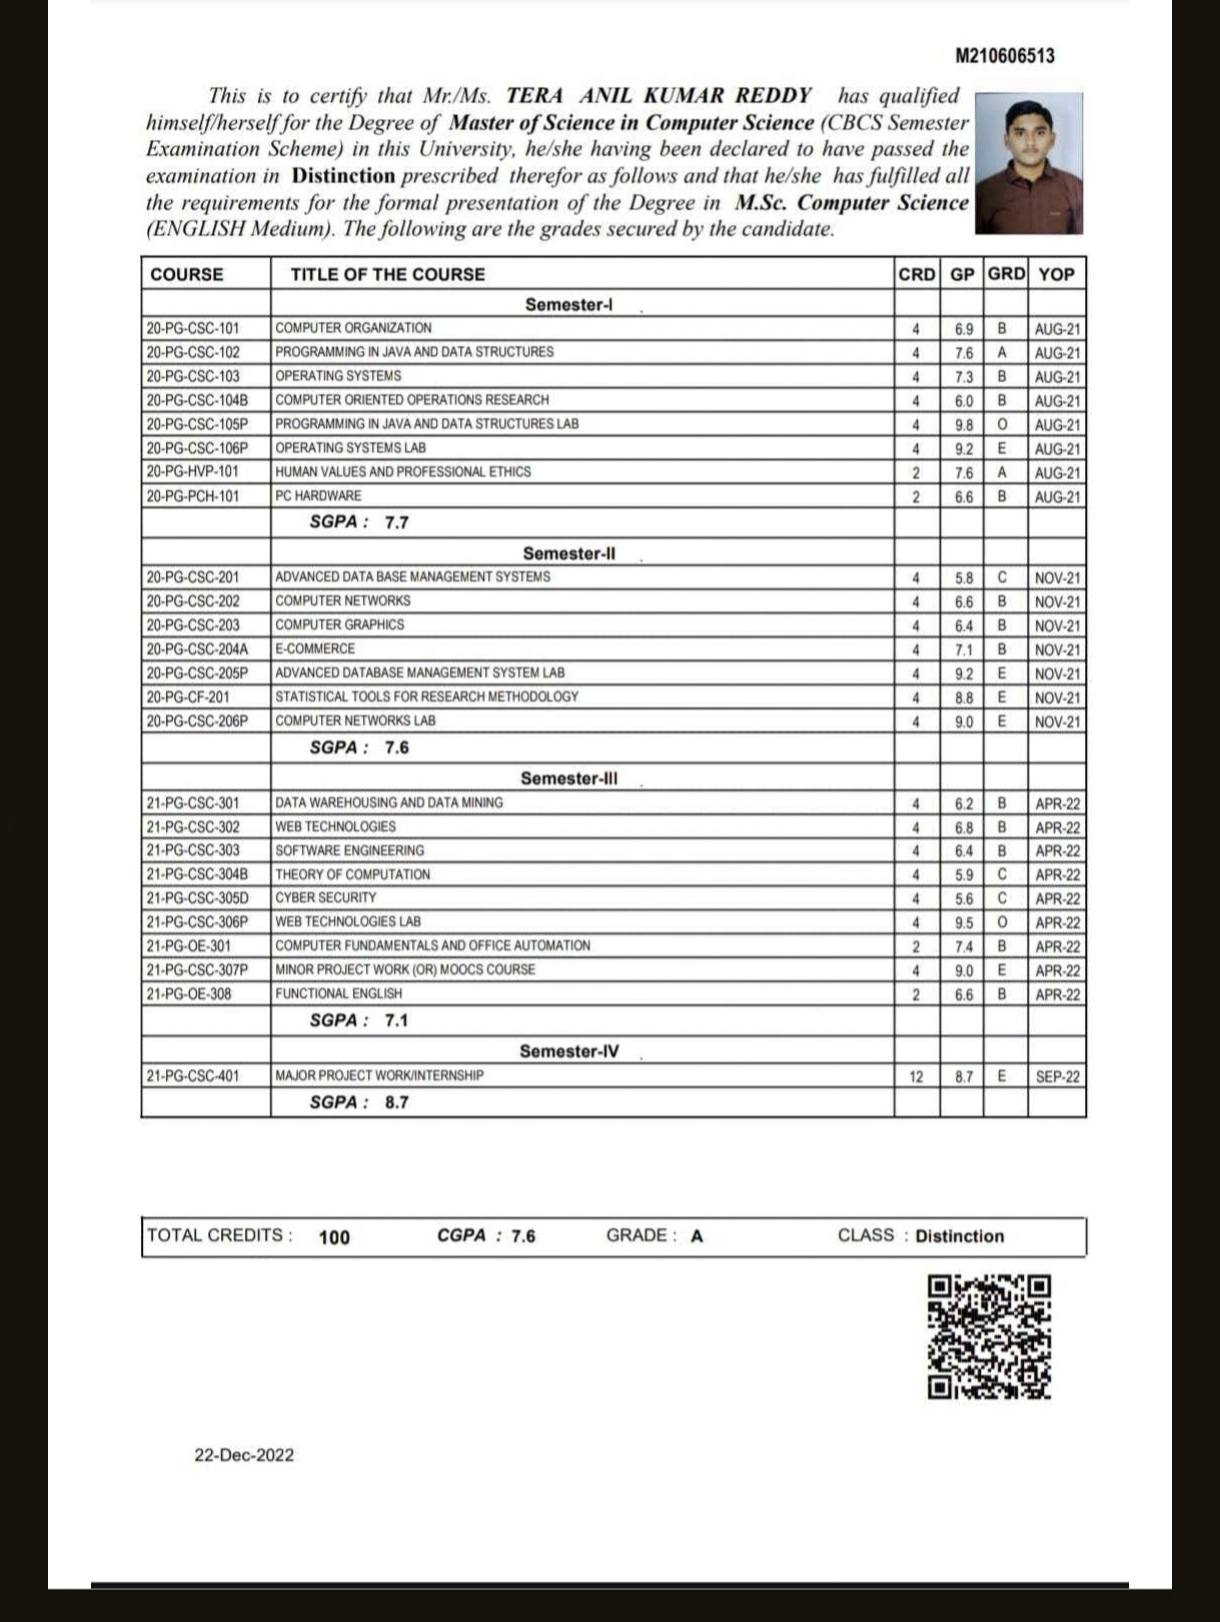 M210606513
This is to certify that Mr./Ms. TERA ANIL KUMAR REDDY has qualified
himself/herself for the Degree of Master of Science in Computer Science (CBCS Semester
Examination Scheme) in this University, he/she having been declared to have passed the
examination in Distinction prescribed therefor as follows and that he/she has fulfilled all
the requirements for the formal presentation of the Degree in M.Sc. Computer Science
(ENGLISH Medium). The following are the grades secured by the candidate.
COURSE TITLE OF THE COURSE CRD GP GRD YOP
Semester-I
20-PG-CSC-101 COMPUTER ORGANIZATION 4 6.9 B AUG-21
20-PG-CSC-102 PROGRAMMING IN JAVA AND DATA STRUCTURES 4 7.6 A AUG-21
20-PG-CSC-103 OPERATING SYSTEMS 4 7.3 B AUG-21
20-PG-CSC-104B COMPUTER ORIENTED OPERATIONS RESEARCH 4 6.0 B AUG-21
20-PG-CSC-105P PROGRAMMING IN JAVA AND DATA STRUCTURES LAB 4 9.8 O AUG-21
20-PG-CSC-106P OPERATING SYSTEMS LAB 4 9.2 E AUG-21
20-PG-HVP-101 HUMAN VALUES AND PROFESSIONAL ETHICS 2 7.6 A AUG-21
20-PG-PCH-101 PC HARDWARE 2 6.6 B AUG-21
SGPA : 7.7
Semester-II
20-PG-CSC-201 ADVANCED DATA BASE MANAGEMENT SYSTEMS 4 5.8 C NOV-21
20-PG-CSC-202 COMPUTER NETWORKS 4 6.6 B NOV-21
20-PG-CSC-203 COMPUTER GRAPHICS 4 6.4 B NOV-21
20-PG-CSC-204A E-COMMERCE 4 7.1 B NOV-21
20-PG-CSC-205P ADVANCED DATABASE MANAGEMENT SYSTEM LAB 4 9.2 E NOV-21
20-PG-CF-201 STATISTICAL TOOLS FOR RESEARCH METHODOLOGY 4 8.8 E NOV-21
20-PG-CSC-206P COMPUTER NETWORKS LAB 4 9.0 E NOV-21
SGPA : 7.6
Semester-III
21-PG-CSC-301 DATA WAREHOUSING AND DATA MINING 4 6.2 B APR-22
21-PG-CSC-302 WEB TECHNOLOGIES 4 6.8 B APR-22
21-PG-CSC-303 SOFTWARE ENGINEERING 4 6.4 B APR-22
21-PG-CSC-304B THEORY OF COMPUTATION 4 5.9 C APR-22
21-PG-CSC-305D CYBER SECURITY 4 5.6 C APR-22
21-PG-CSC-306P WEB TECHNOLOGIES LAB 4 9.5 O APR-22
21-PG-OE-301 COMPUTER FUNDAMENTALS AND OFFICE AUTOMATION 2 7.4 B APR-22
21-PG-CSC-307P MINOR PROJECT WORK (OR) MOOCS COURSE 4 9.0 E APR-22
21-PG-OE-308 FUNCTIONAL ENGLISH 2 6.6 B APR-22
SGPA : 7.1
Semester-IV
21-PG-CSC-401 MAJOR PROJECT WORK/INTERNSHIP 12 8.7 E SEP-22
SGPA : 8.7
TOTAL CREDITS : 100 CGPA : 7.6 GRADE : A CLASS : Distinction
22-Dec-2022